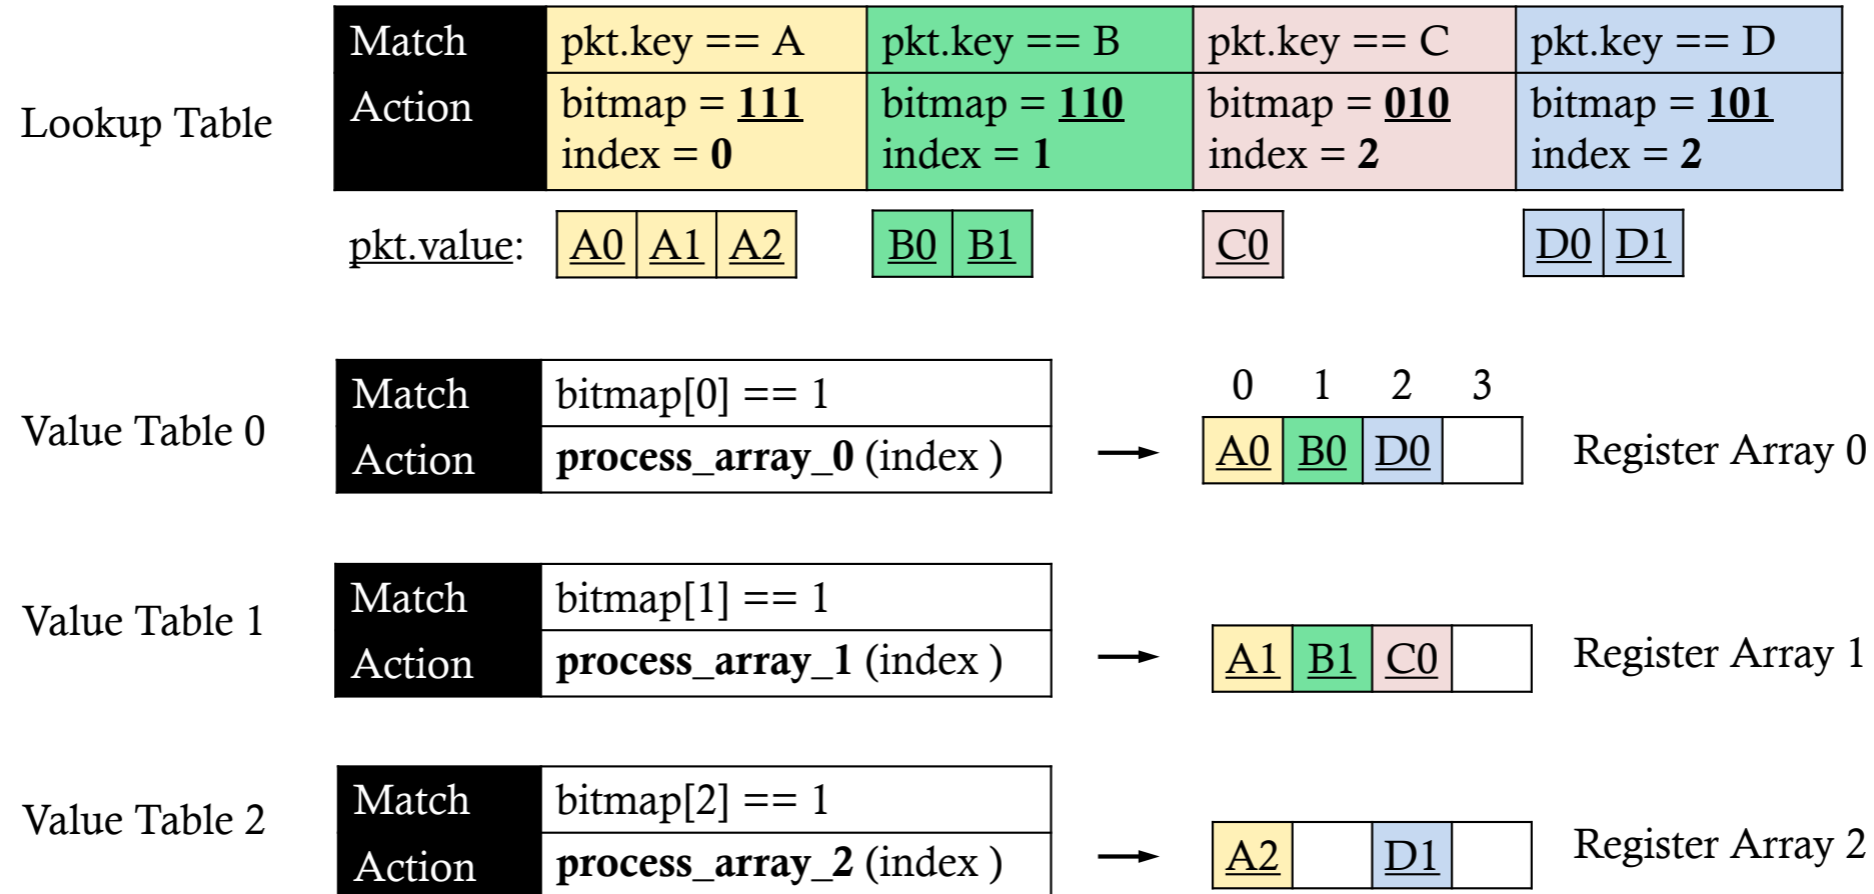 Lookup Table
Match pkt.key == A pkt.key == B pkt.key == C pkt.key == D
Action bitmap = 111 bitmap = 110 bitmap = 010 bitmap = 101
index = 0 index = 1 index = 2 index = 2
pkt.value: A0 A1 A2 B0 B1 C0 D0 D1
Value Table 0
Match bitmap[0] == 1
Action process_array_0 (index )
0 1 2 3
A0 B0 D0
Register Array 0
Value Table 1
Match bitmap[1] == 1
Action process_array_1 (index )
A1 B1 C0
Register Array 1
Value Table 2
Match bitmap[2] == 1
Action process_array_2 (index )
A2 D1
Register Array 2